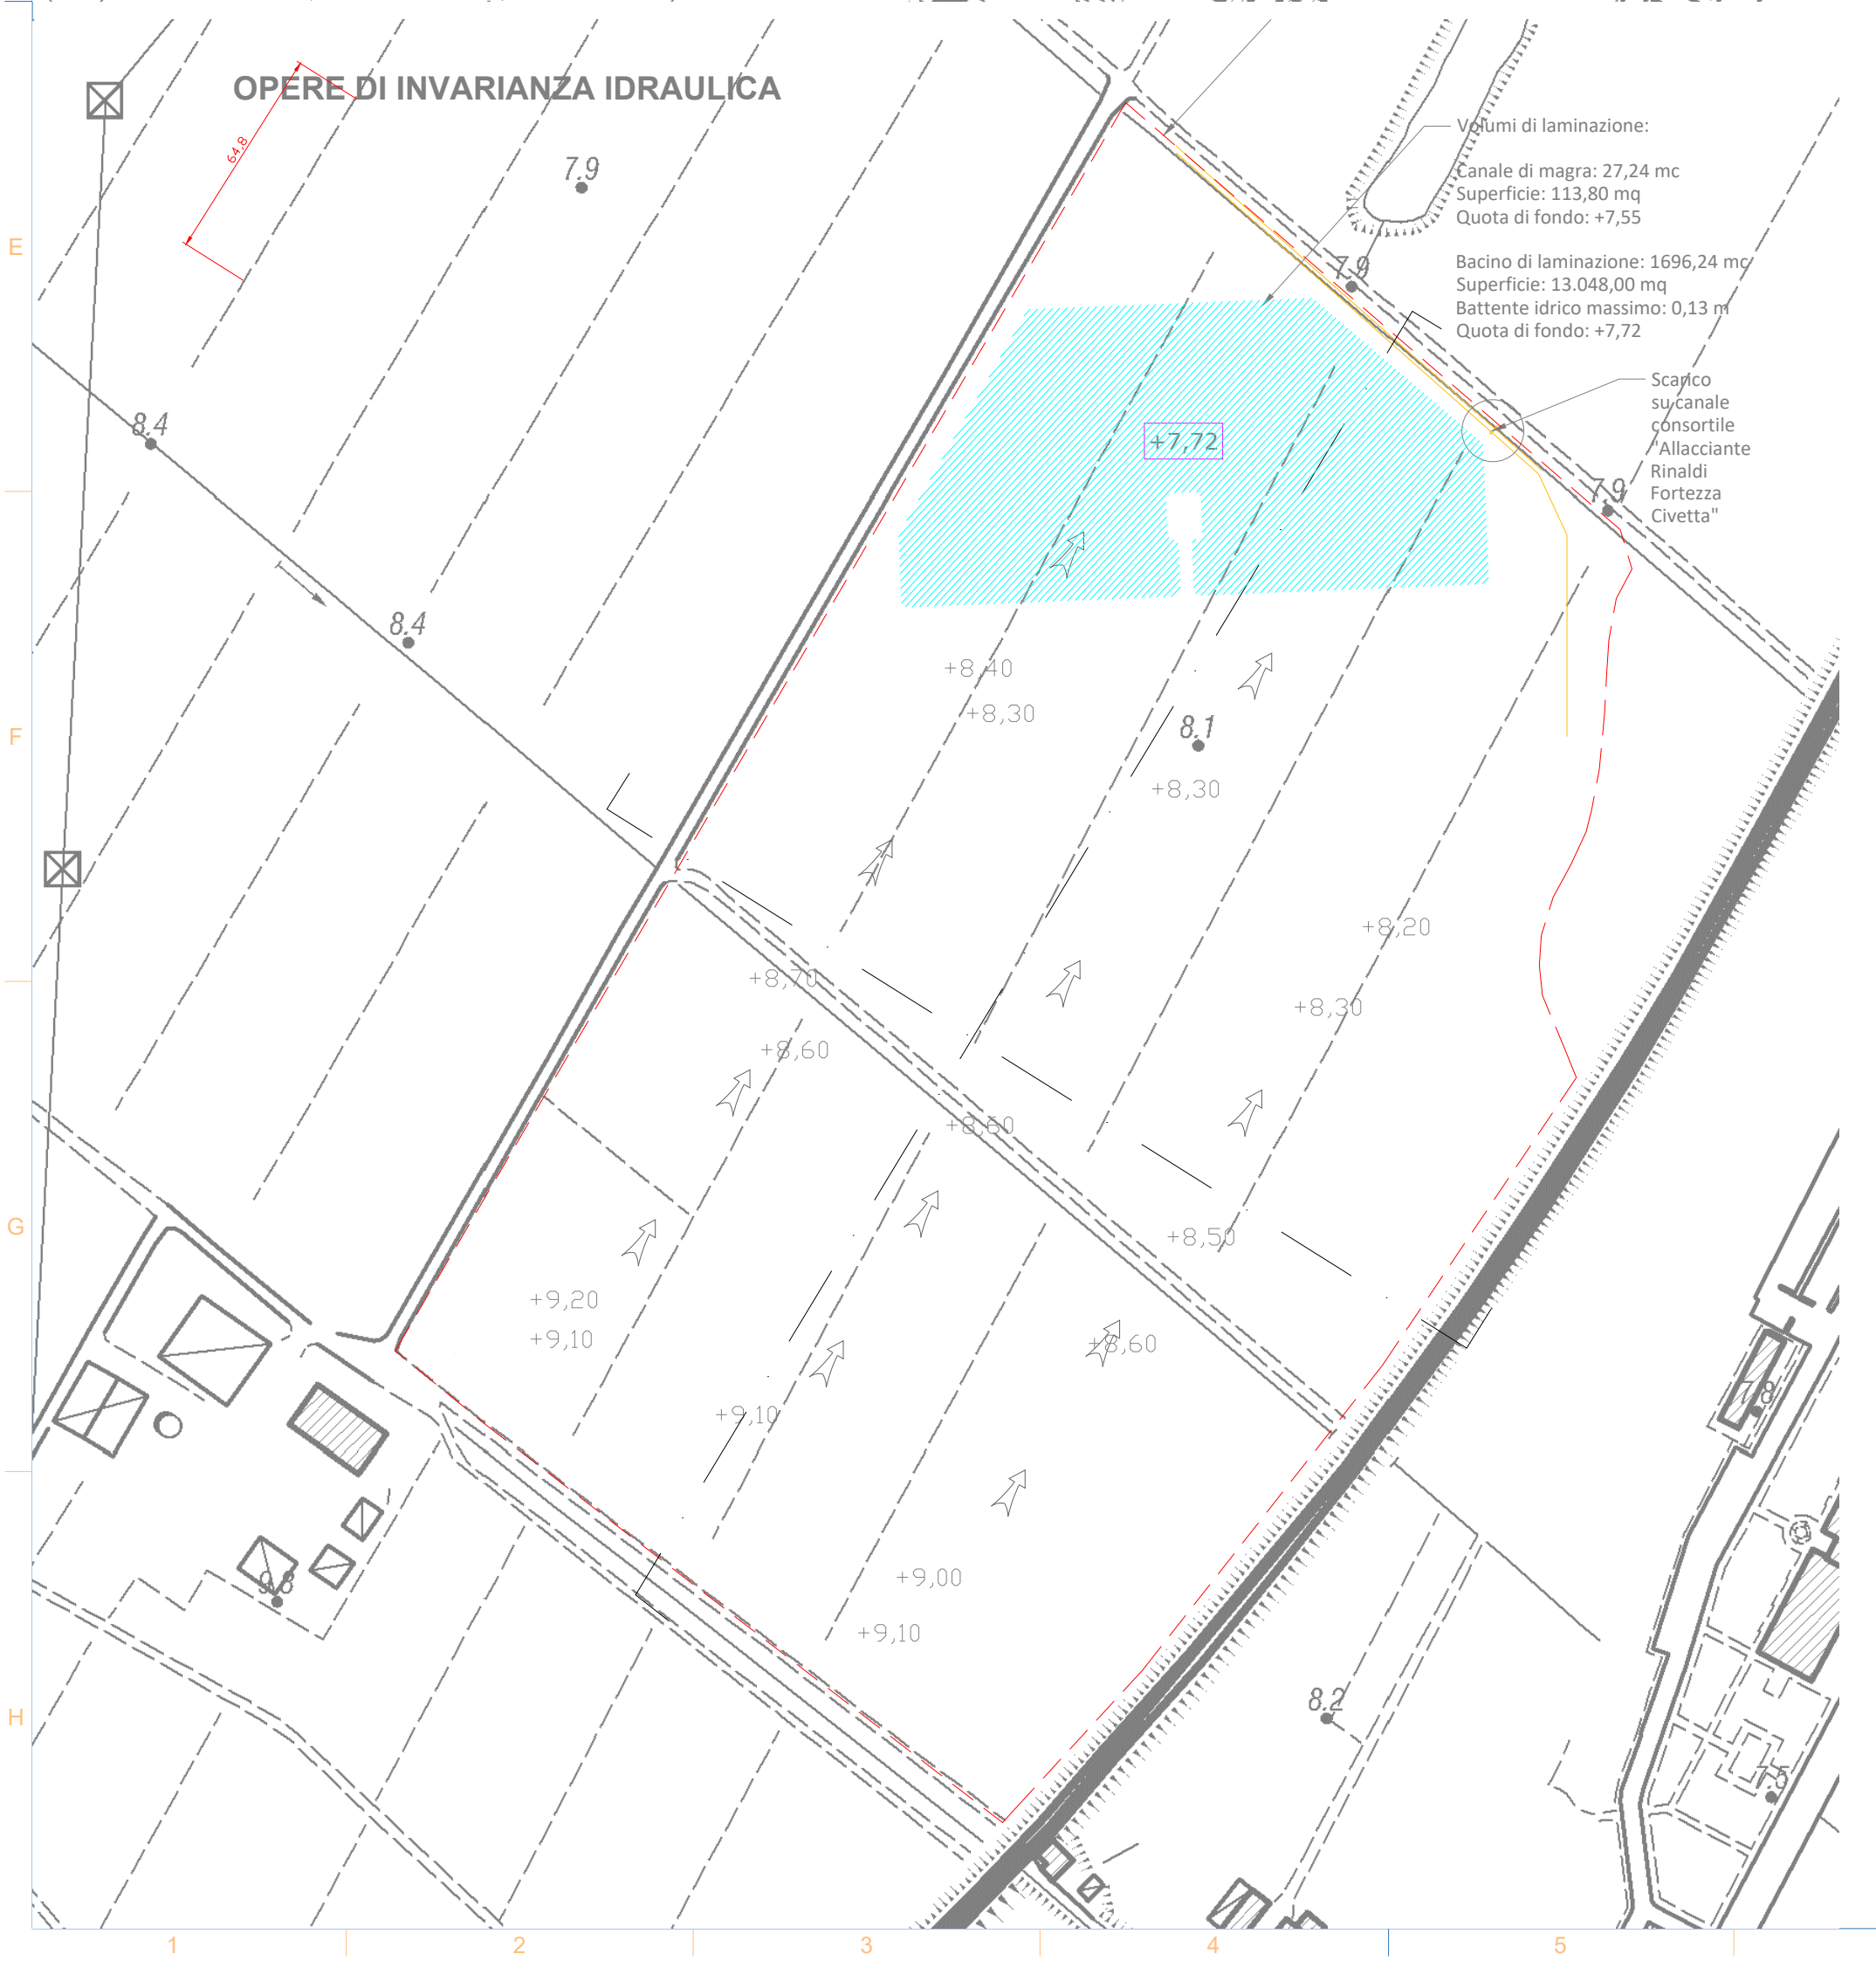 OPERE DI INVARIANZA IDRAULICA
64,8
7.9
Volumi di laminazione:
Canale di magra: 27,24 mc
Superficie: 113,80 mq
Quota di fondo: +7,55
E
Bacino di laminazione: 1696,24 mc
Superficie: 13.048,00 mq
Battente idrico massimo: 0,13 m
Quota di fondo: +7,72
7.9
Scarico
su canale
consortile
"Allacciante
Rinaldi
Fortezza
Civetta"
8.4
+7,72
7.9
8.4
+8,40
+8,30
F
8.1
+8,30
+8,20
+8,70
+8,30
+8,60
+8,60
G
+8,50
+9,20
+9,10
+8,60
7.8
+9,10
9.8
+9,00
+9,10
8.2
H
7.5
1
2
3
4
5